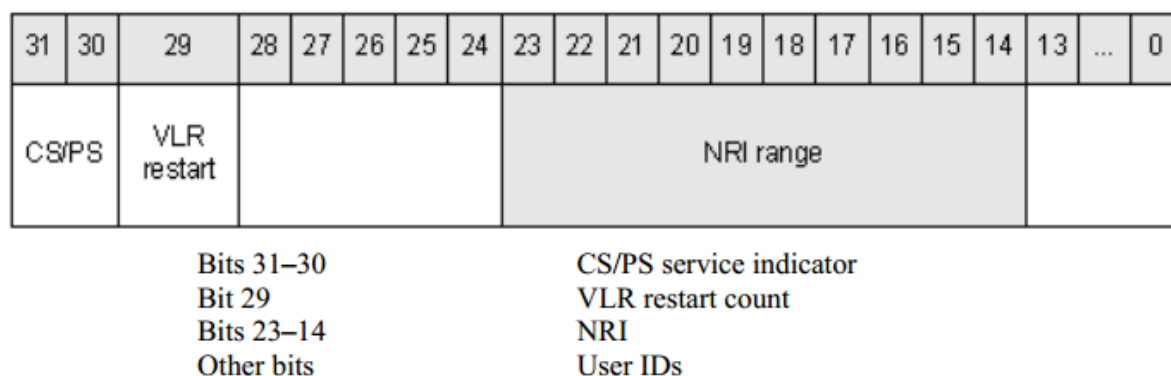 31 30 29 28 27 26 25 24 23 22 21 20 19 18 17 16 15 14 13 ... 0
CS/PS VLR restart NRI range
Bits 31–30 CS/PS service indicator
Bit 29 VLR restart count
Bits 23–14 NRI
Other bits User IDs